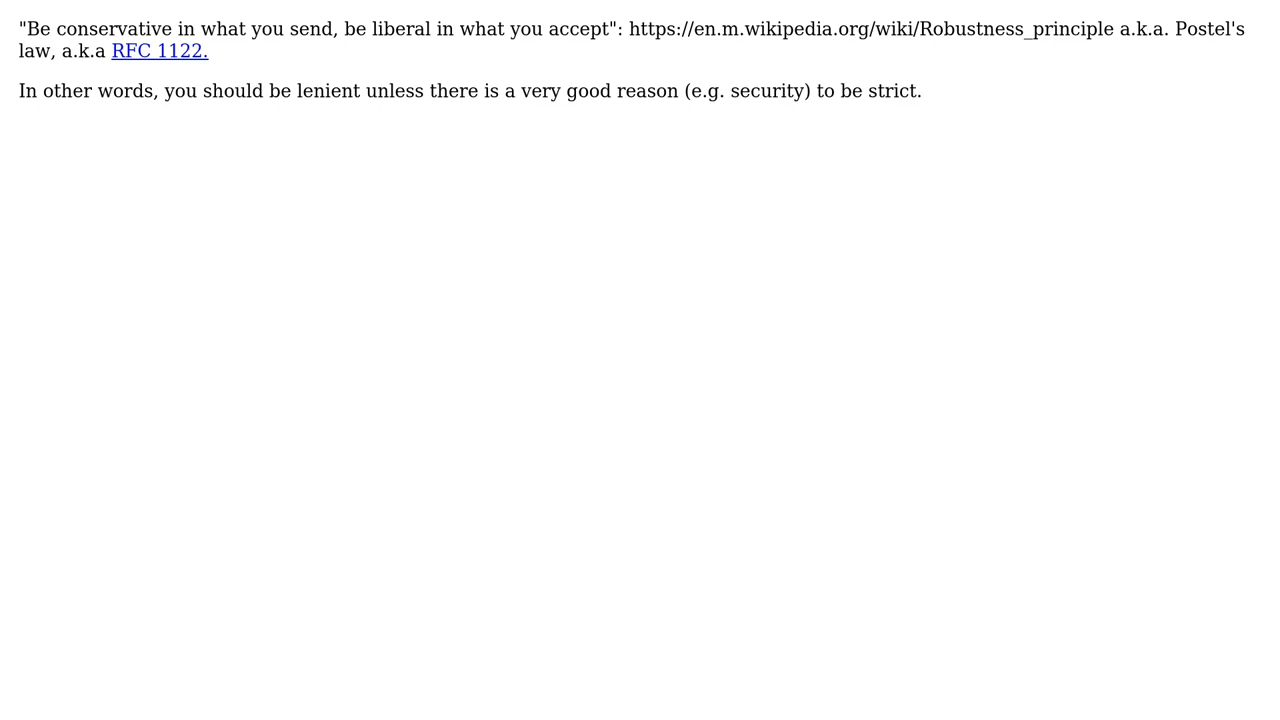 "Be conservative in what you send, be liberal in what you accept": https://en.m.wikipedia.org/wiki/Robustness_principle a.k.a. Postel's
law, a.k.a RFC 1122.
In other words, you should be lenient unless there is a very good reason (e.g. security) to be strict.